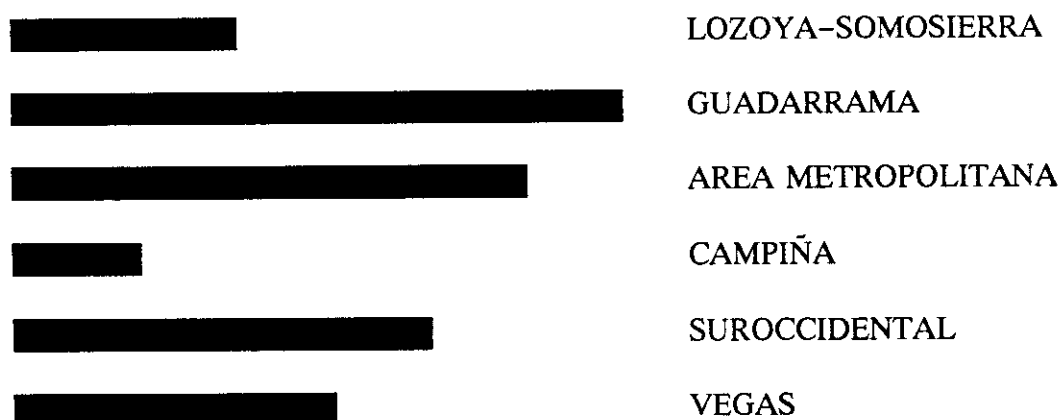 LOZOYA–SOMOSIERRA
GUADARRAMA
AREA METROPOLITANA
CAMPIÑA
SUROCCIDENTAL
VEGAS